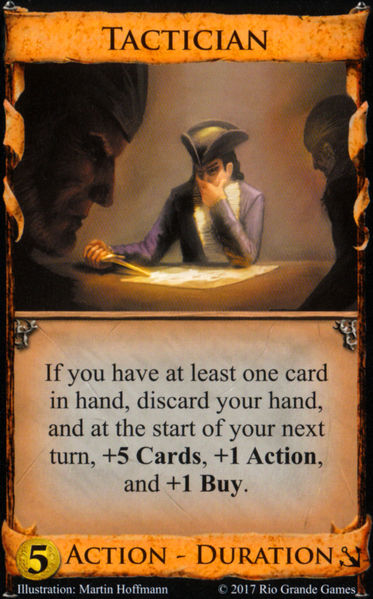 TACTICIAN
If you have at least one card
in hand, discard your hand,
and at the start of your next
turn, +5 Cards, +1 Action,
and +1 Buy.
5 ACTION - DURATION
Illustration: Martin Hoffmann © 2017 Rio Grande Games